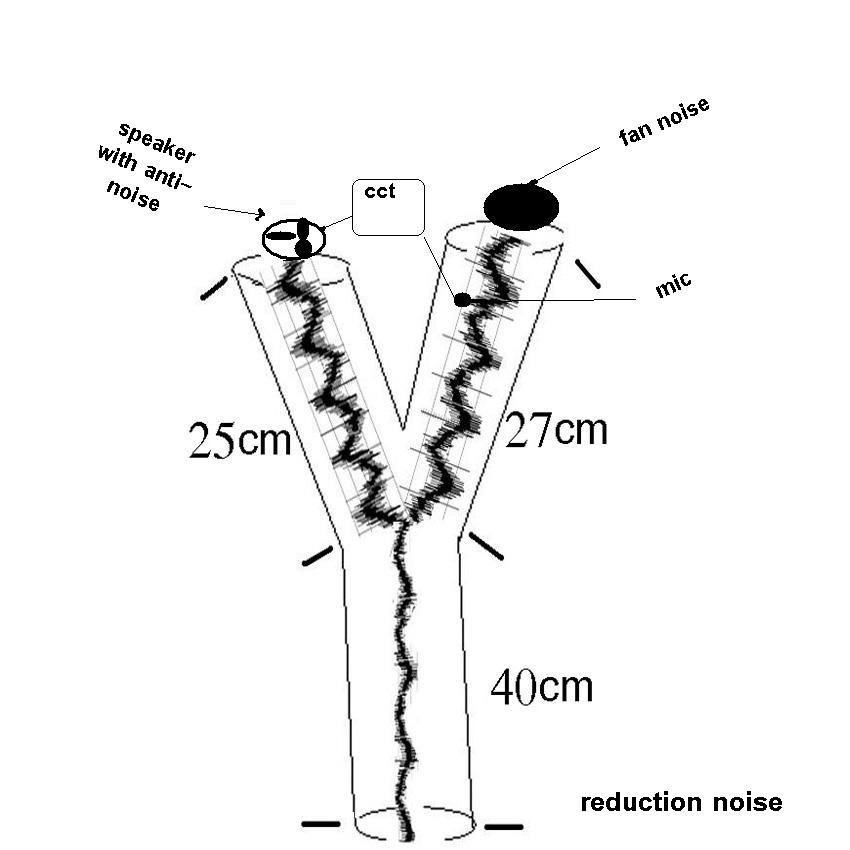 fan noise
speaker
with anti-
noise
cct
mic
25cm
27cm
40cm
reduction noise